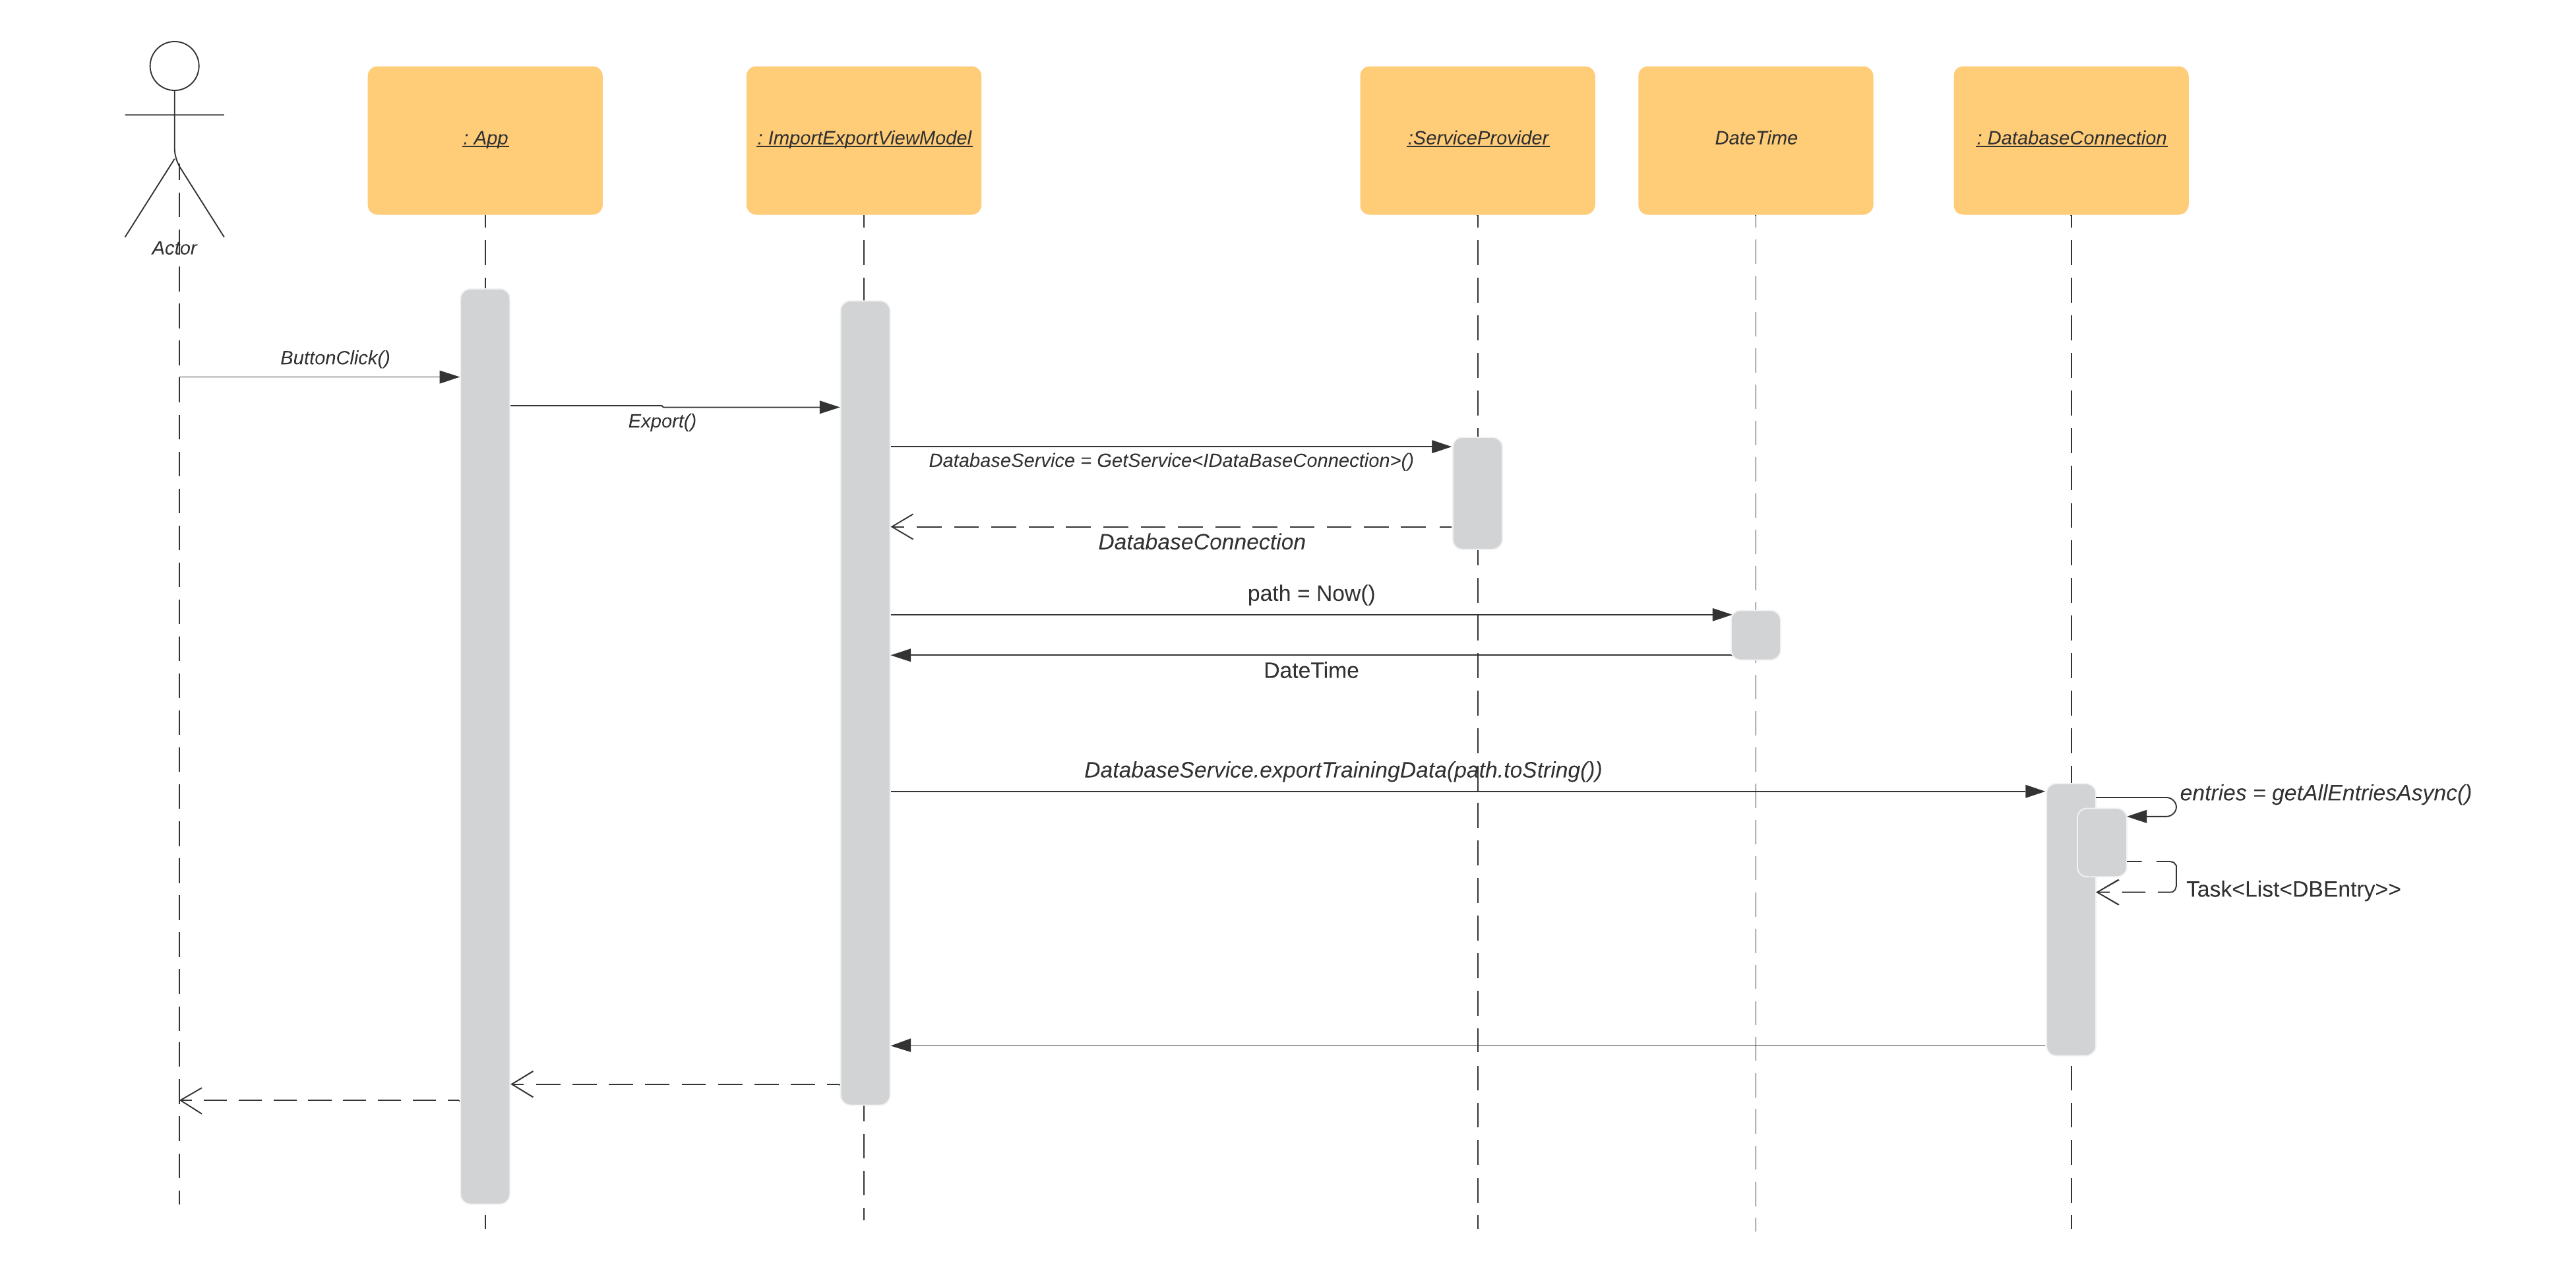 : App
: ImportExportViewModel
:ServiceProvider
DateTime
: DatabaseConnection
Actor
ButtonClick()
Export()
DatabaseService = GetService<IDataBaseConnection>()
DatabaseConnection
path = Now()
DateTime
DatabaseService.exportTrainingData(path.toString())
entries = getAllEntriesAsync()
Task<List<DBEntry>>